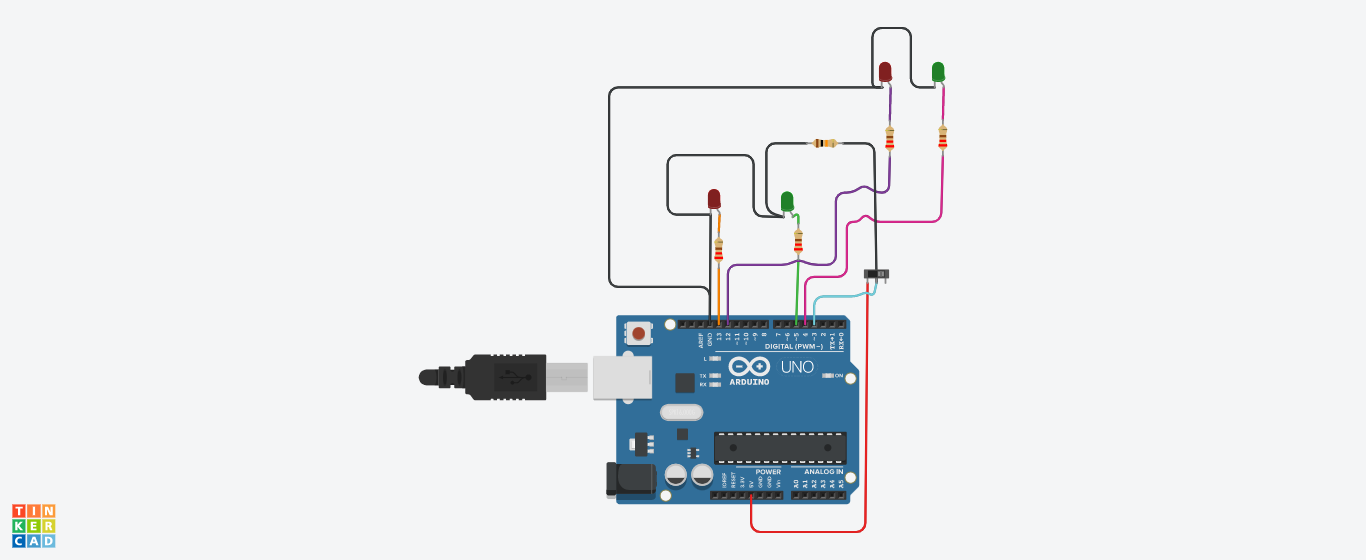 AREF
GND
13
12
~11
~10
~9
8
7
~6
~5
4
~3
2
TX→1
RX←0
DIGITAL (PWM~)
L
TX
RX
ARDUINO
UNO
ON
POWER
ANALOG IN
IOREF
RESET
3.3V
5V
GND
GND
Vin
A0
A1
A2
A3
A4
A5
TIN
KER
CAD